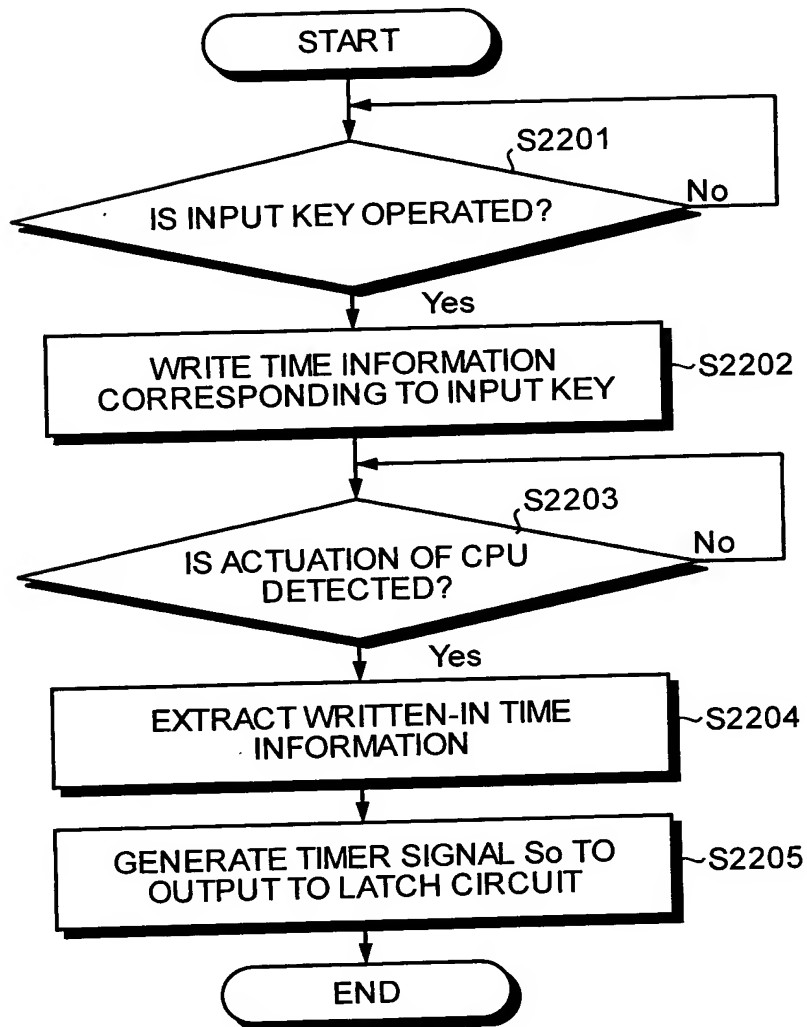 START
S2201
IS INPUT KEY OPERATED?
No
Yes
WRITE TIME INFORMATION
CORRESPONDING TO INPUT KEY
S2202
S2203
IS ACTUATION OF CPU
DETECTED?
No
Yes
EXTRACT WRITTEN-IN TIME
INFORMATION
S2204
GENERATE TIMER SIGNAL So TO
OUTPUT TO LATCH CIRCUIT
S2205
END